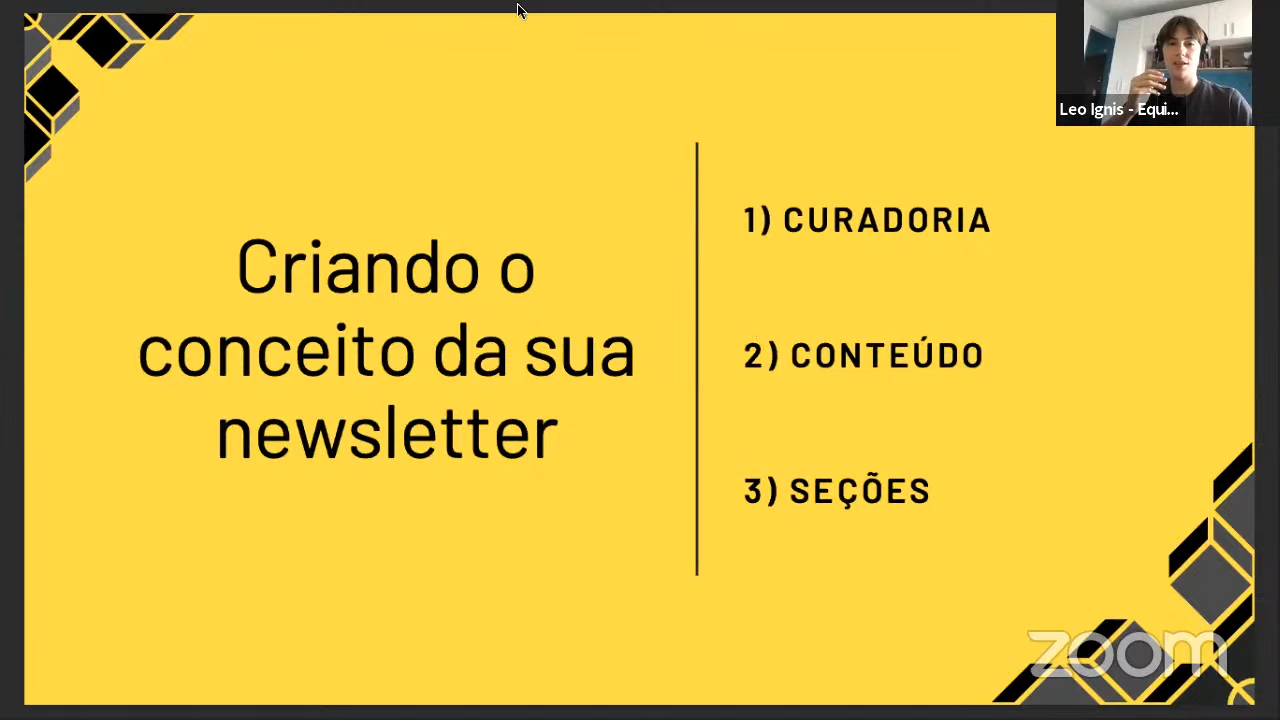 Leo Ignis - Equi...
Criando o
conceito da sua
newsletter
1) CURADORIA
2) CONTEÚDO
3) SEÇÕES
zoom